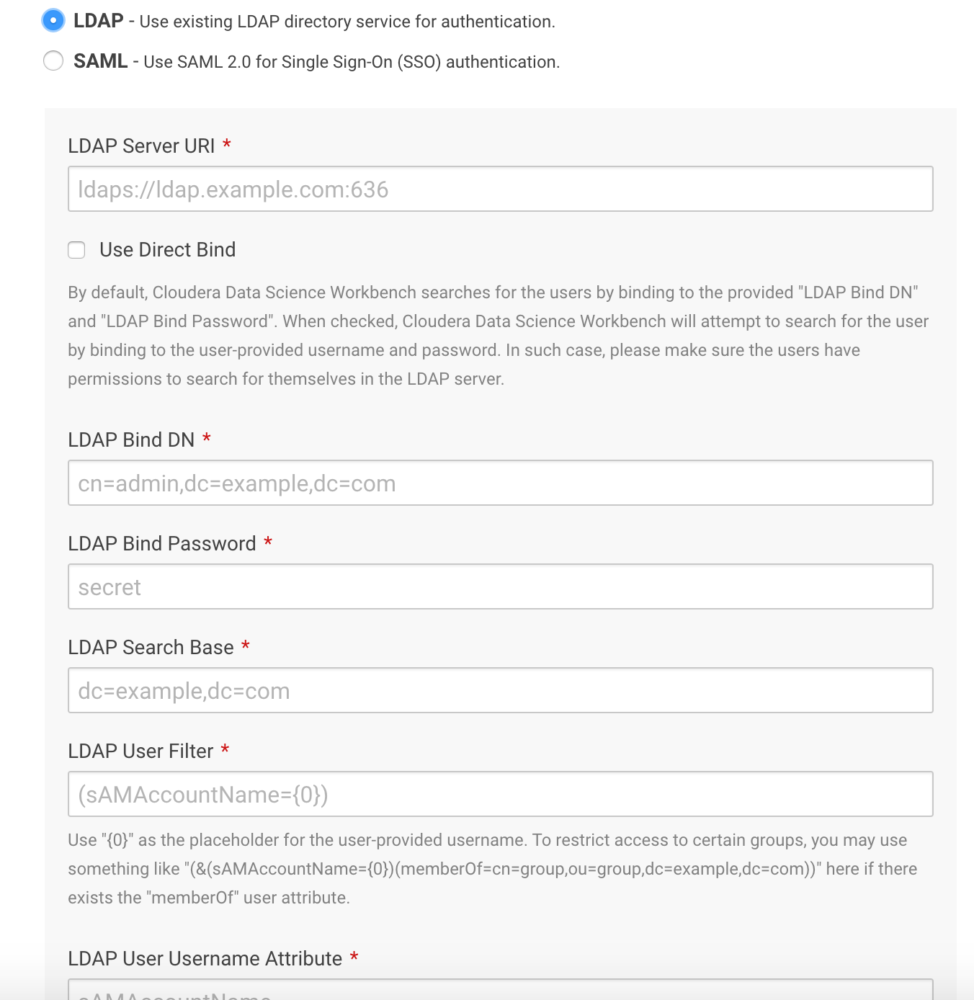 LDAP - Use existing LDAP directory service for authentication.
SAML - Use SAML 2.0 for Single Sign-On (SSO) authentication.
LDAP Server URI *
ldaps://ldap.example.com:636
Use Direct Bind
By default, Cloudera Data Science Workbench searches for the users by binding to the provided "LDAP Bind DN"
and "LDAP Bind Password". When checked, Cloudera Data Science Workbench will attempt to search for the user
by binding to the user-provided username and password. In such case, please make sure the users have
permissions to search for themselves in the LDAP server.
LDAP Bind DN *
cn=admin,dc=example,dc=com
LDAP Bind Password *
secret
LDAP Search Base *
dc=example,dc=com
LDAP User Filter *
(sAMAccountName={0})
Use "{0}" as the placeholder for the user-provided username. To restrict access to certain groups, you may use
something like "(&(sAMAccountName={0})(memberOf=cn=group,ou=group,dc=example,dc=com))" here if there
exists the "memberOf" user attribute.
LDAP User Username Attribute *
sAMAccountName